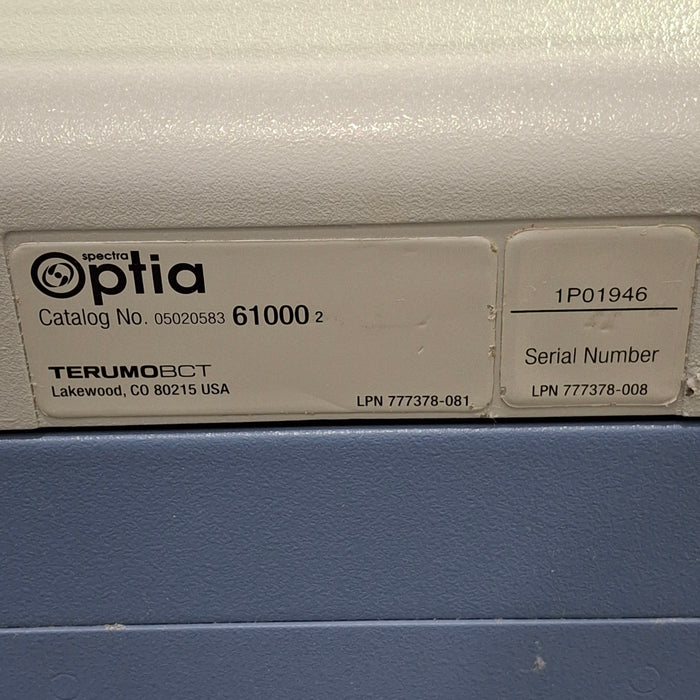 spectra
Optia
Catalog No. 05020583 61000 2
TERUMOBCT
Lakewood, CO 80215 USA
LPN 777378-081
1P01946
Serial Number
LPN 777378-008